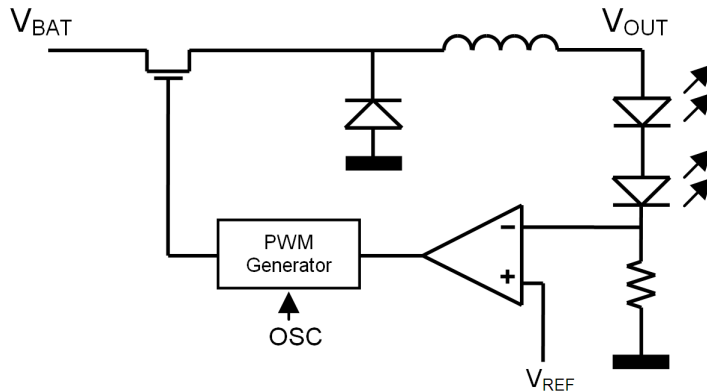 VBAT
VOUT
PWM
Generator
−
+
OSC
VREF